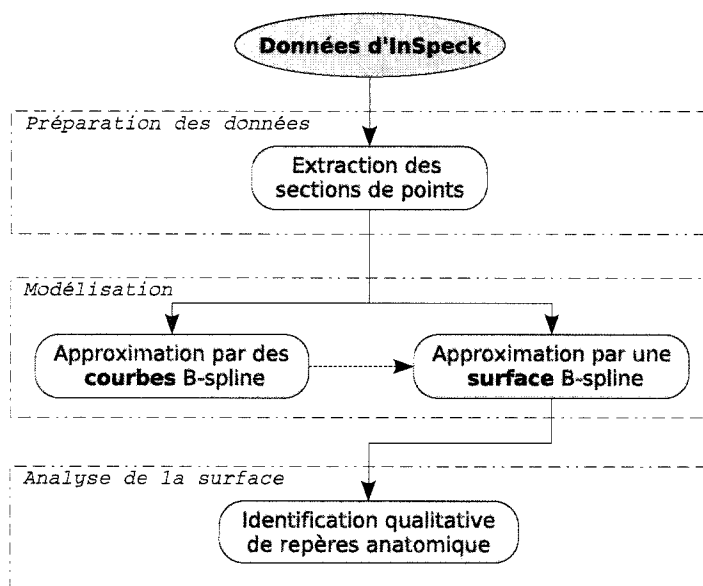 Données d'InSpeck
Préparation des données
Extraction des
sections de points
Modélisation
Approximation par des
courbes B-spline
Approximation par une
surface B-spline
Analyse de la surface
Identification qualitative
de repères anatomique